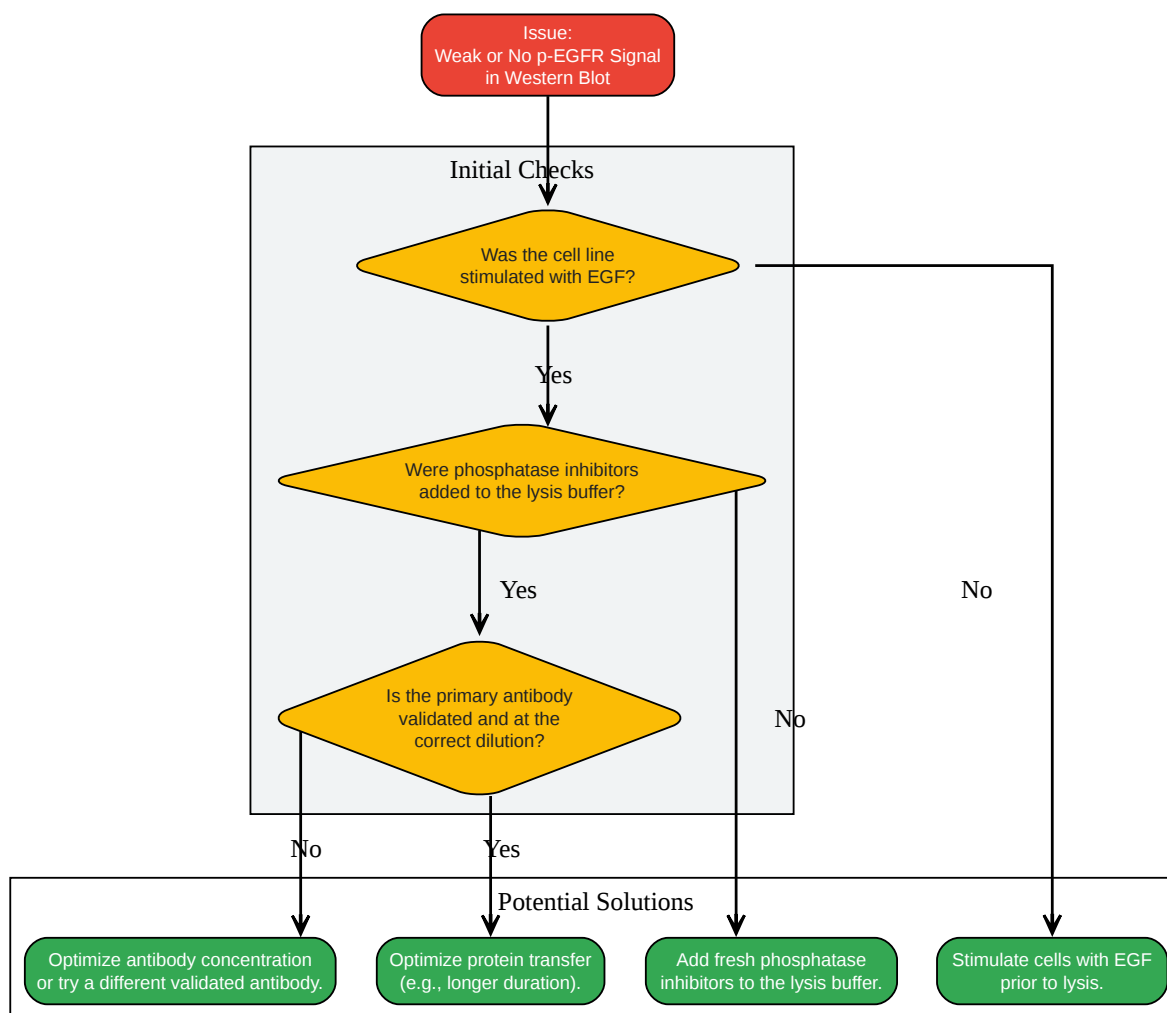 Issue:
Weak or No p-EGFR Signal
in Western Blot
Initial Checks
Was the cell line
stimulated with EGF?
Yes
Were phosphatase inhibitors
added to the lysis buffer?
Yes
No
Is the primary antibody
validated and at the
correct dilution?
No
No
Yes
Potential Solutions
Optimize antibody concentration
or try a different validated antibody.
Optimize protein transfer
(e.g., longer duration).
Add fresh phosphatase
inhibitors to the lysis buffer.
Stimulate cells with EGF
prior to lysis.